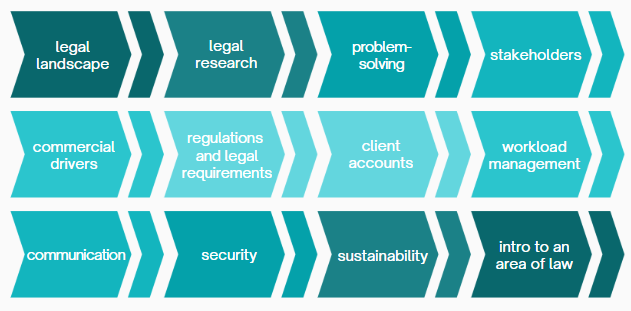 legal
landscape
legal
research
problem-
solving
stakeholders
commercial
drivers
regulations
and legal
requirements
client
accounts
workload
management
communication
security
sustainability
intro to an
area of law